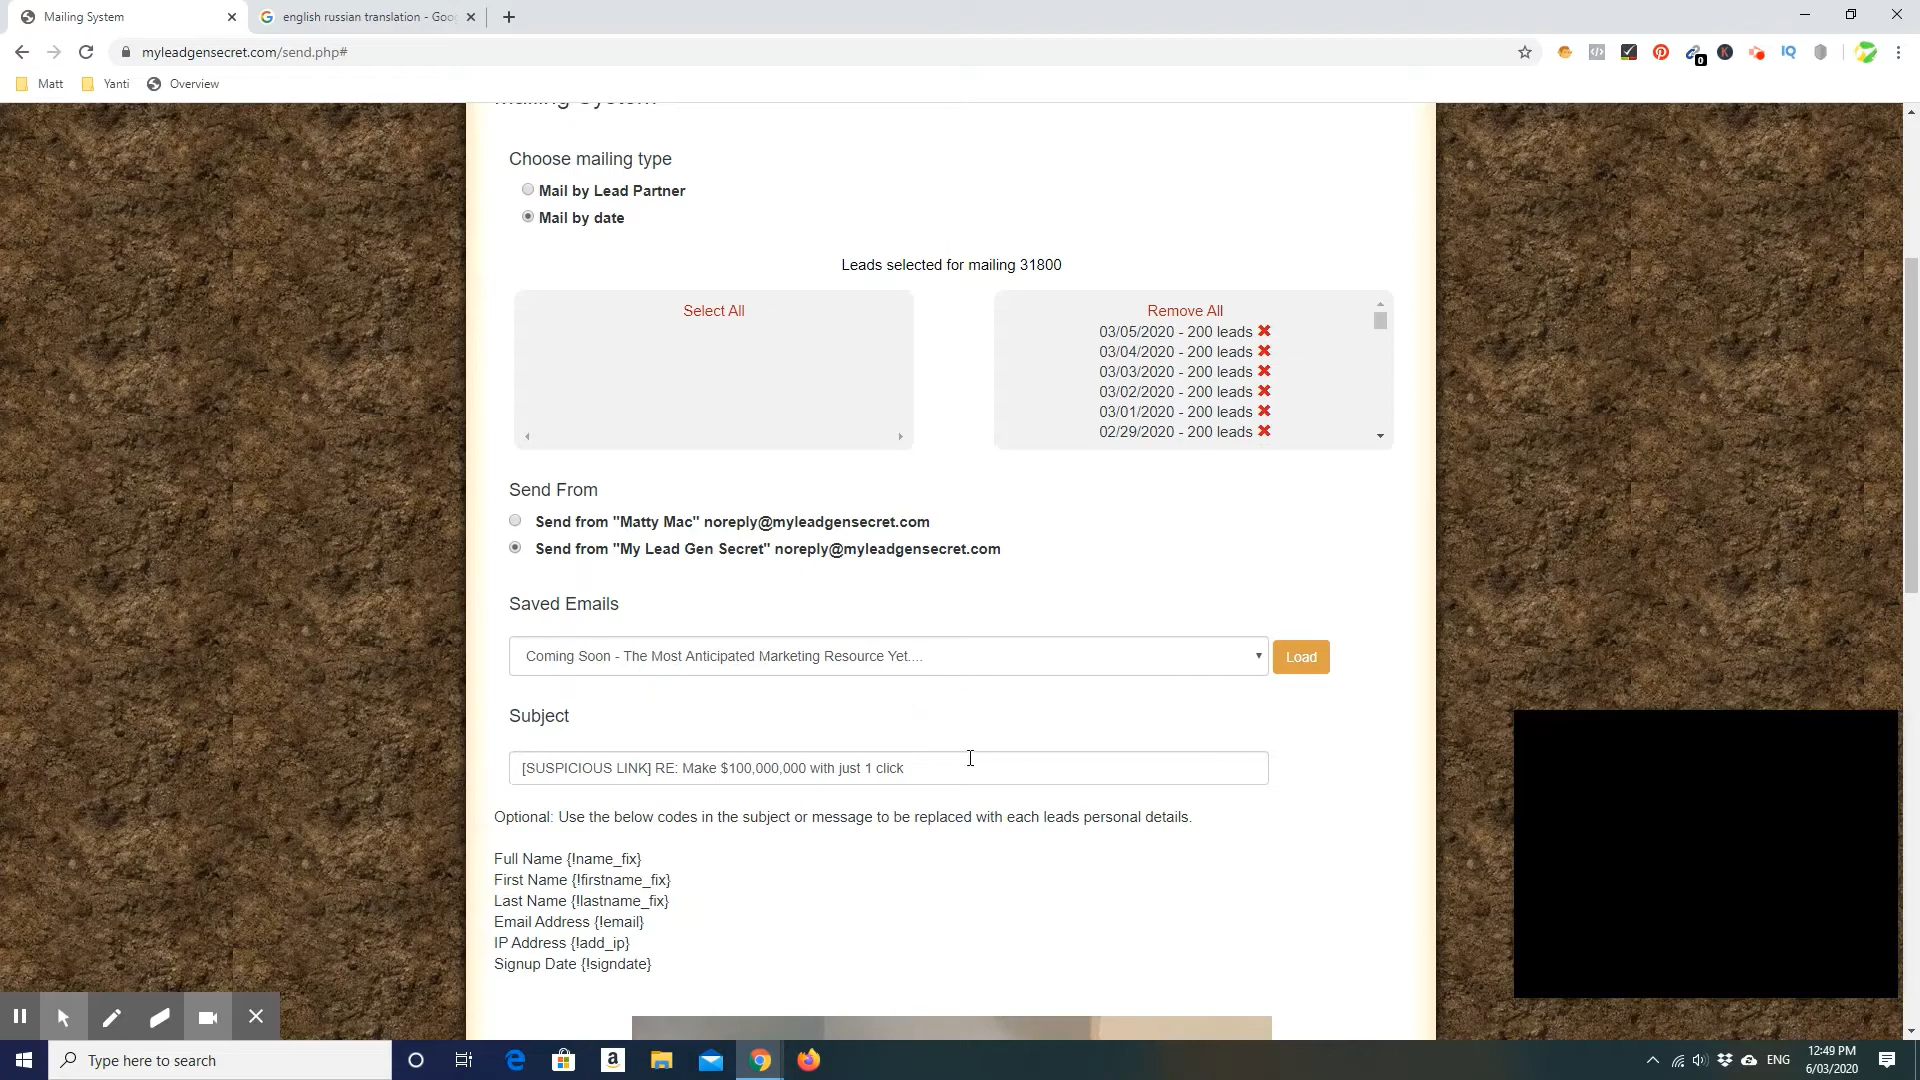 Mailing System
english russian translation - Goo
myleadgensecret.com/send.php#
0
IQ
Matt
Yanti
Overview
Mailing System
Choose mailing type
Mail by Lead Partner
Mail by date
Leads selected for mailing 31800
Select All
Remove All
03/05/2020 - 200 leads
03/04/2020 - 200 leads
03/03/2020 - 200 leads
03/02/2020 - 200 leads
03/01/2020 - 200 leads
02/29/2020 - 200 leads
Send From
Send from "Matty Mac" noreply@myleadgensecret.com
Send from "My Lead Gen Secret" noreply@myleadgensecret.com
Saved Emails
Coming Soon - The Most Anticipated Marketing Resource Yet....
Load
Subject
[SUSPICIOUS LINK] RE: Make $100,000,000 with just 1 click
Optional: Use the below codes in the subject or message to be replaced with each leads personal details.
Full Name {!name_fix}
First Name {!firstname_fix}
Last Name {!lastname_fix}
Email Address {!email}
IP Address {!add_ip}
Signup Date {!signdate}
Type here to search
a
ENG
12:49 PM
6/03/2020